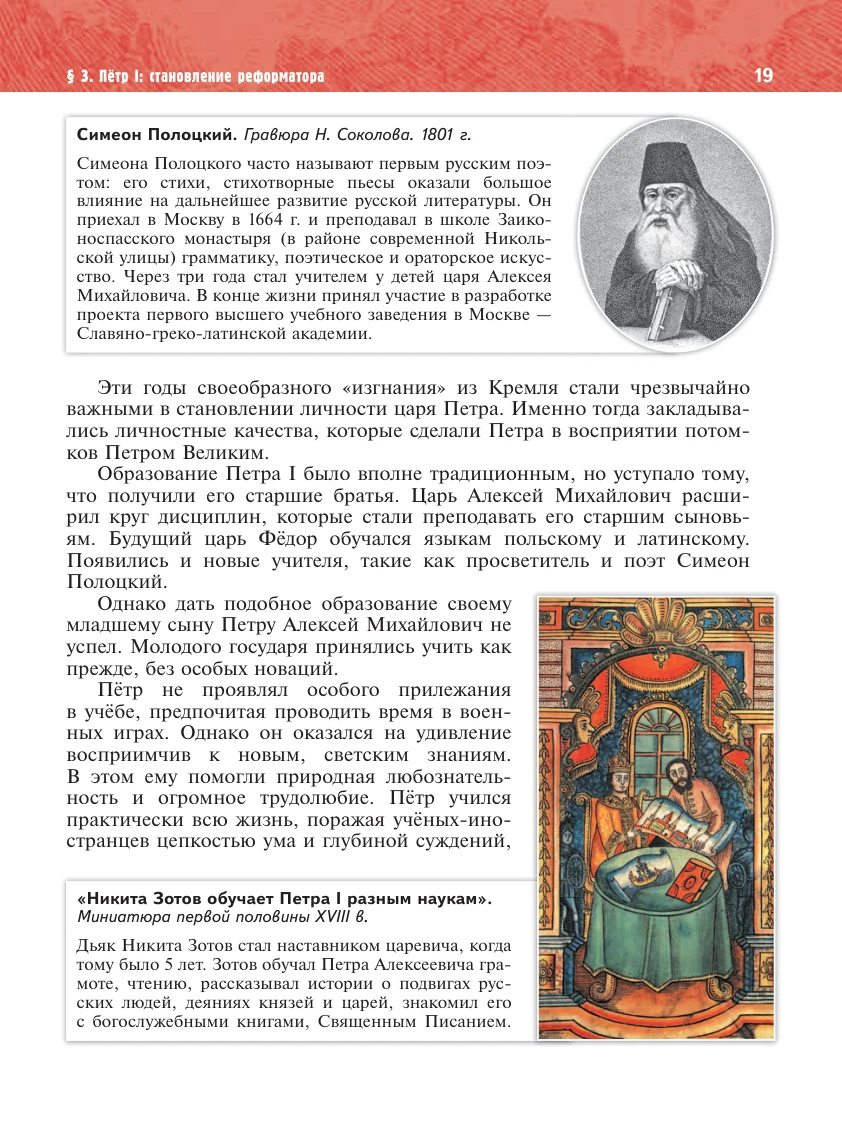 § 3. Пётр I: становление реформатора
19
Симеон Полоцкий. Гравюра Н. Соколова. 1801 г.
Симеона Полоцкого часто называют первым русским поэ-
том: его стихи, стихотворные пьесы оказали большое
влияние на дальнейшее развитие русской литературы. Он
приехал в Москву в 1664 г. и преподавал в школе Заико-
носпасского монастыря (в районе современной Николь-
ской улицы) грамматику, поэтическое и ораторское искус-
ство. Через три года стал учителем у детей царя Алексея
Михайловича. В конце жизни принял участие в разработке
проекта первого высшего учебного заведения в Москве —
Славяно-греко-латинской академии.
Эти годы своеобразного «изгнания» из Кремля стали чрезвычайно
важными в становлении личности царя Петра. Именно тогда закладыва-
лись личностные качества, которые сделали Петра в восприятии потом-
ков Петром Великим.
Образование Петра I было вполне традиционным, но уступало тому,
что получили его старшие братья. Царь Алексей Михайлович расши-
рил круг дисциплин, которые стали преподавать его старшим сыновь-
ям. Будущий царь Фёдор обучался языкам польскому и латинскому.
Появились и новые учителя, такие как просветитель и поэт Симеон
Полоцкий.
Однако дать подобное образование своему
младшему сыну Петру Алексей Михайлович не
успел. Молодого государя принялись учить как
прежде, без особых новаций.
Пётр не проявлял особого прилежания
в учёбе, предпочитая проводить время в воен-
ных играх. Однако он оказался на удивление
восприимчив к новым, светским знаниям.
В этом ему помогли природная любознатель-
ность и огромное трудолюбие. Пётр учился
практически всю жизнь, поражая учёных-ино-
странцев цепкостью ума и глубиной суждений,
«Никита Зотов обучает Петра I разным наукам».
Миниатюра первой половины XVIII в.
Дьяк Никита Зотов стал наставником царевича, когда
тому было 5 лет. Зотов обучал Петра Алексеевича гра-
моте, чтению, рассказывал истории о подвигах рус-
ских людей, деяниях князей и царей, знакомил его
с богослужебными книгами, Священным Писанием.